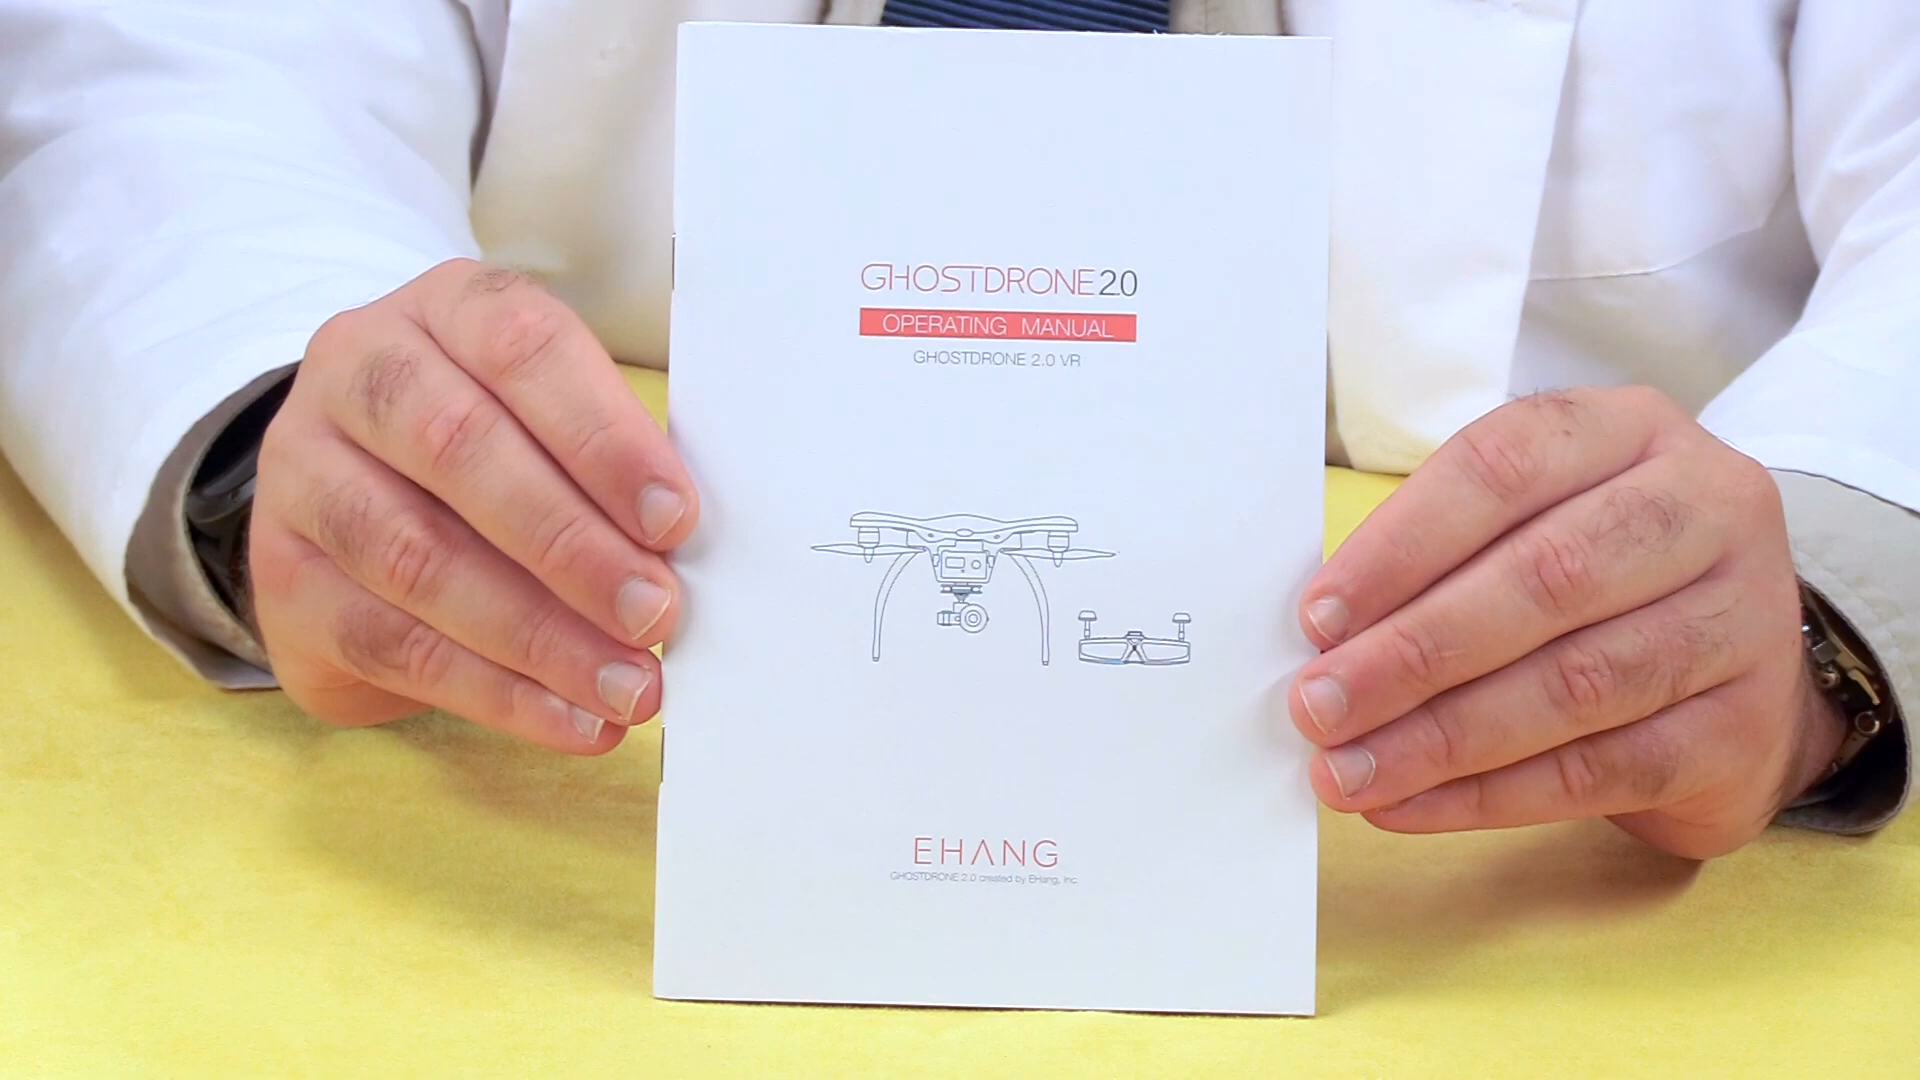 GHOSTDRONE 2.0
OPERATING MANUAL
GHOSTDRONE 2.0 VR
EHANG
GHOSTDRONE 2.0 created by EHang, Inc.